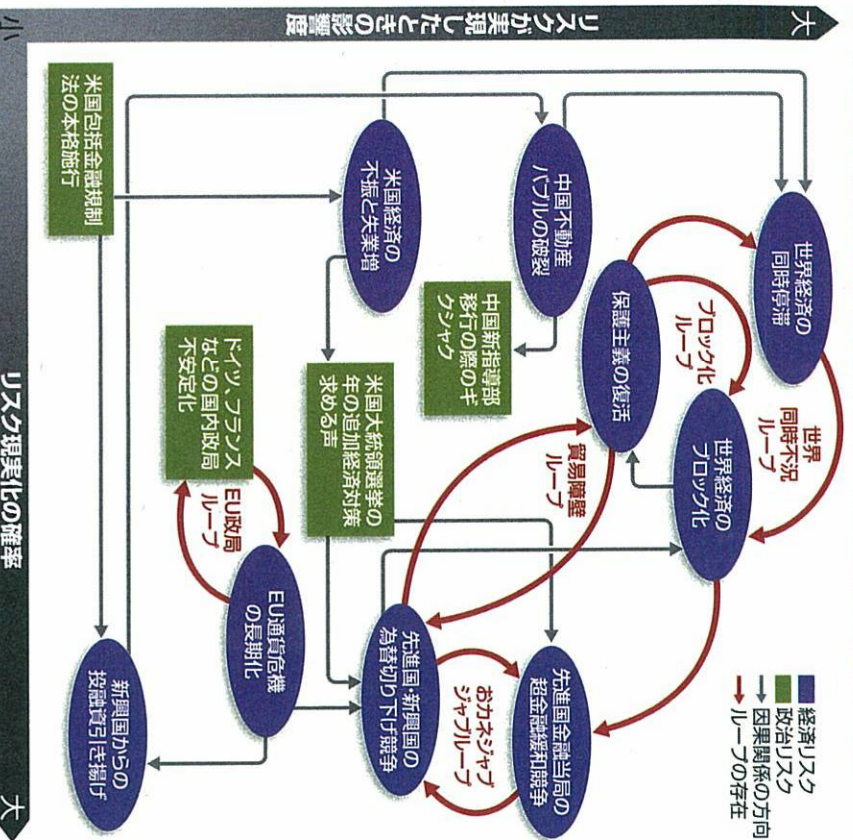 大
リスクが実現したときの影響度
小
リスク現実化の確率
大
経済リスク
政治リスク
因果関係の方向
ループの存在
世界経済の
同時停滞
世界
同時不況
ループ
ブロック化
ループ
世界経済の
ブロック化
保護主義の復活
中国不動産
バブルの破裂
中国新指導部
移行の際のギ
クシャク
貿易障壁
ループ
先進国金融当局の
超金融緩和競争
おカネジャブ
ジャブループ
先進国・新興国の
為替切り下げ競争
米国経済の
不振と失業増
米国大統領選挙の
年の追加経済対策
求める声
EU通貨危機
の長期化
EU政局
ループ
ドイツ、フランス
などの国内政局
不安定化
米国包括金融規制
法の本格施行
新興国からの
投融資引き揚げ